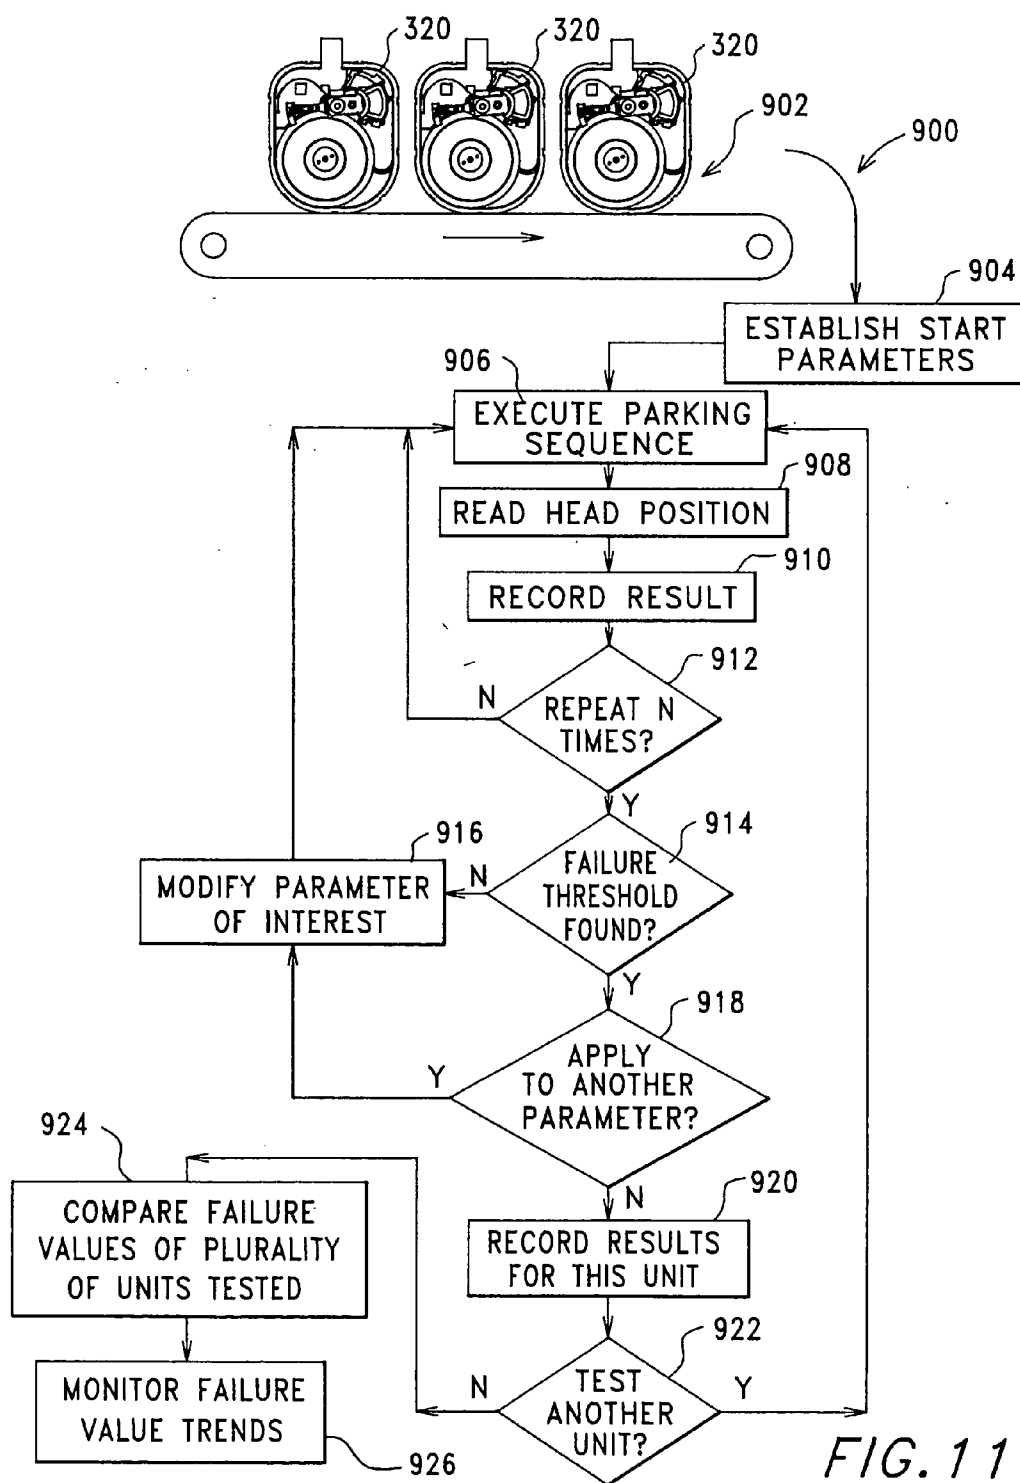 320
320
320
902
900
904
ESTABLISH START
PARAMETERS
906
EXECUTE PARKING
SEQUENCE
908
READ HEAD POSITION
910
RECORD RESULT
912
N
REPEAT N
TIMES?
Y
914
916
N
FAILURE
THRESHOLD
FOUND?
MODIFY PARAMETER
OF INTEREST
Y
918
Y
APPLY
TO ANOTHER
PARAMETER?
924
N
920
COMPARE FAILURE
VALUES OF PLURALITY
OF UNITS TESTED
RECORD RESULTS
FOR THIS UNIT
922
N
TEST
ANOTHER
UNIT?
Y
MONITOR FAILURE
VALUE TRENDS
926
FIG. 11